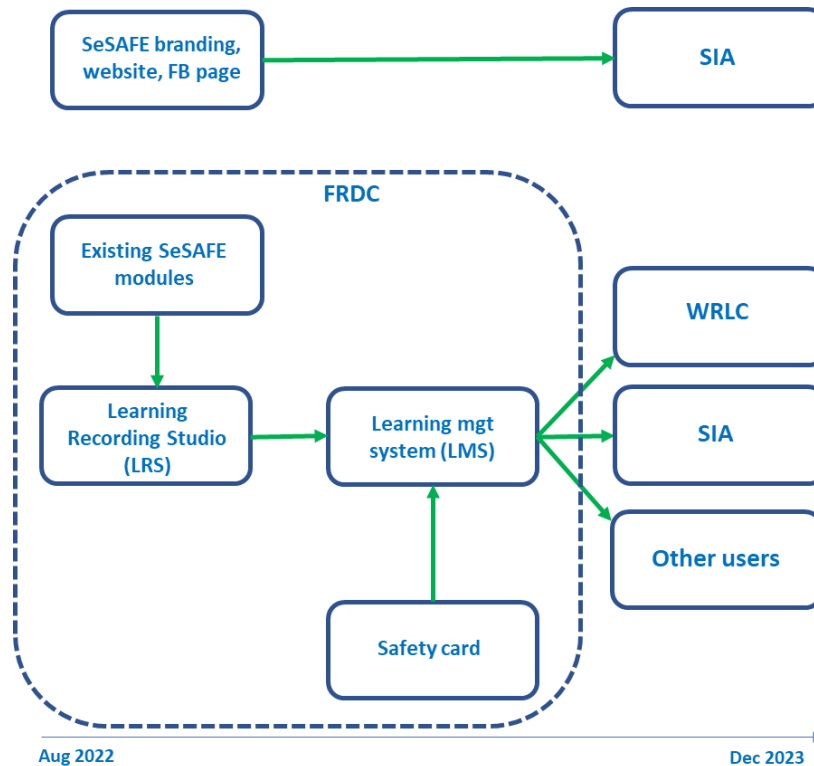 SeSAFE branding,
website, FB page
SIA
FRDC
Existing SeSAFE
modules
WRLC
Learning
Recording Studio
(LRS)
Learning mgt
system (LMS)
SIA
Other users
Safety card
Aug 2022
Dec 2023